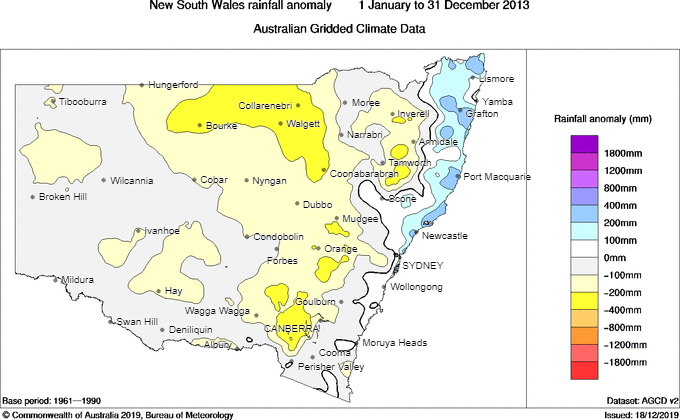 New South Wales rainfall anomaly 1 January to 31 December 2013
Australian Gridded Climate Data
Hungerford
Lismore
Tibooburra
Collarenebri
Moree
Yamba
Inverell
Grafton
Bourke
Walgett
Narrabri
Armidale
Tamworth
Coonabarabran
Wilcannia
Cobar
Nyngan
Port Macquarie
Broken Hill
Scone
Dubbo
Mudgee
Ivanhoe
Condobolin
Newcastle
Orange
Forbes
SYDNEY
Mildura
Hay
Wollongong
Goulburn
Wagga Wagga
Swan Hill
Deniliquin
CANBERRA
Albury
Moruya Heads
Cooma
Perisher Valley
Rainfall anomaly (mm)
1800mm
1200mm
800mm
400mm
200mm
100mm
0mm
−100mm
−200mm
−400mm
−800mm
−1200mm
−1800mm
Base period: 1961—1990
Dataset: AGCD v2
© Commonwealth of Australia 2019, Bureau of Meteorology
Issued: 18/12/2019